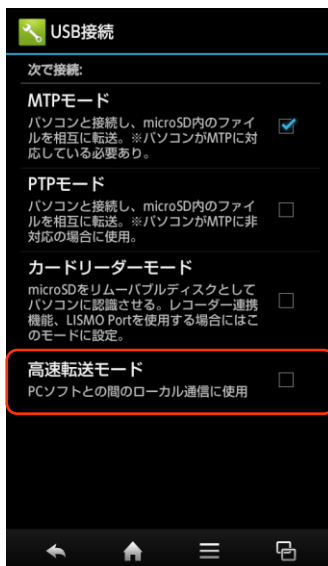 USB接続
次で接続:
MTPモード
パソコンと接続し、microSD内のファイ
ルを相互に転送。※パソコンがMTPに対
応している必要あり。
PTPモード
パソコンと接続し、microSD内のファイ
ルを相互に転送。※パソコンがMTPに非
対応の場合に使用。
カードリーダーモード
microSDをリムーバブルディスクとして
パソコンに認識させる。レコーダー連携
機能、LISMO Portを使用する場合にはこ
のモードに設定。
高速転送モード
PCソフトとの間のローカル通信に使用